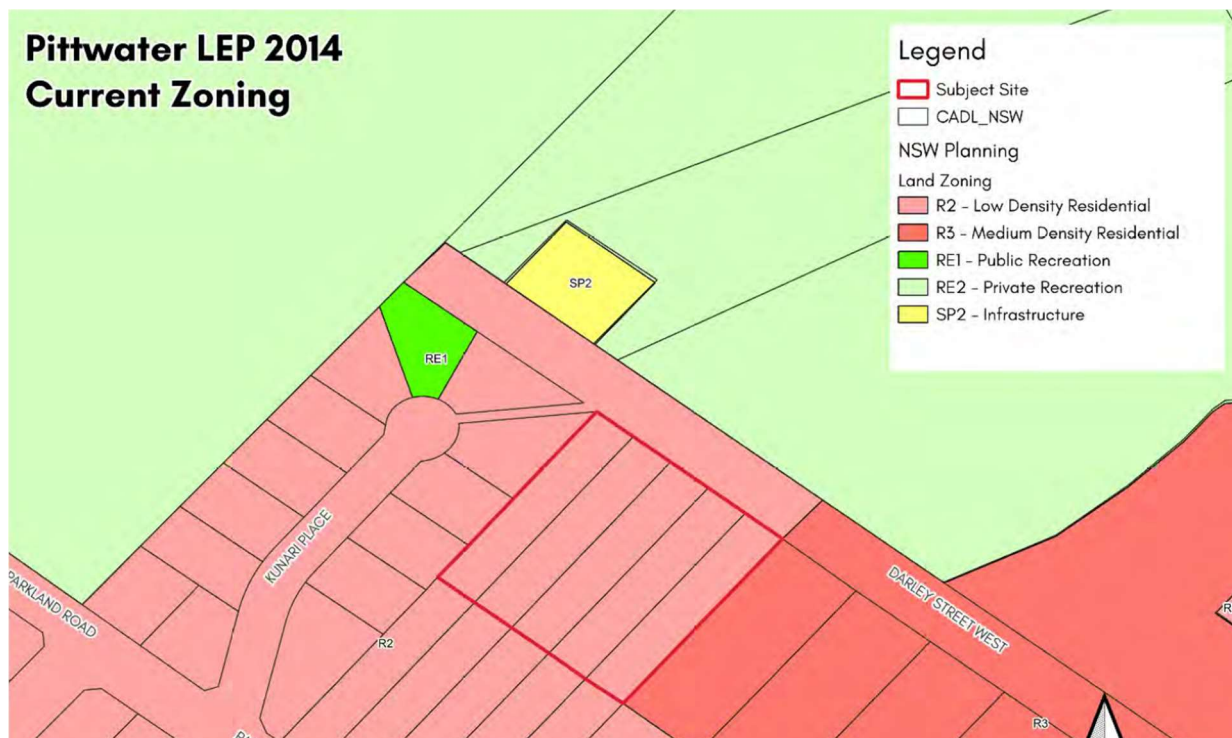 Pittwater LEP 2014
Current Zoning
Legend
Subject Site
CADL_NSW
NSW Planning
Land Zoning
R2 - Low Density Residential
R3 - Medium Density Residential
RE1 - Public Recreation
RE2 - Private Recreation
SP2 - Infrastructure
SP2
RE1
KUNARI PLACE
PARKLAND ROAD
DARLEY STREET WEST
R2
R3